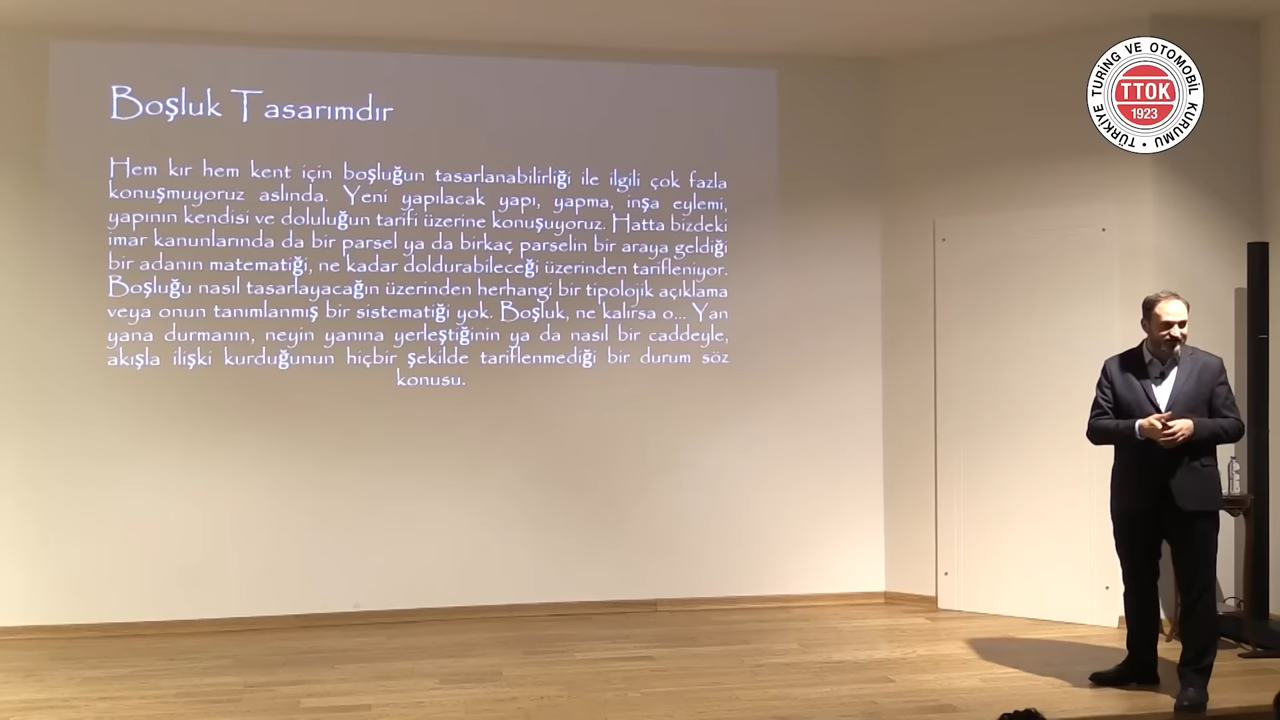 Boşluk Tasarımdır
Hem kır hem kent için boşluğun tasarlanabilirliği ile ilgili çok fazla
konuşmuyoruz aslında. Yeni yapılacak yapı, yapma, inşa eylemi,
yapının kendisi ve doluluğun tarifi üzerine konuşuyoruz. Hatta bizdeki
imar kanunlarında da bir parsel ya da birkaç parselin bir araya geldiği
bir adanın matematiği, ne kadar doldurabileceği üzerinden tarifleniyor.
Boşluğu nasıl tasarlayacağın üzerinden herhangi bir tipolojik açıklama
veya onun tanımlanmış bir sistematiği yok. Boşluk, ne kalırsa o... Yan
yana durmanın, neyin yanına yerleştiğinin ya da nasıl bir caddeyle,
akışla ilişki kurduğunun hiçbir şekilde tariflenmediği bir durum söz
konusu.
TÜRKİYE TURİNG VE OTOMOBİL KURUMU •
TTOK
1923